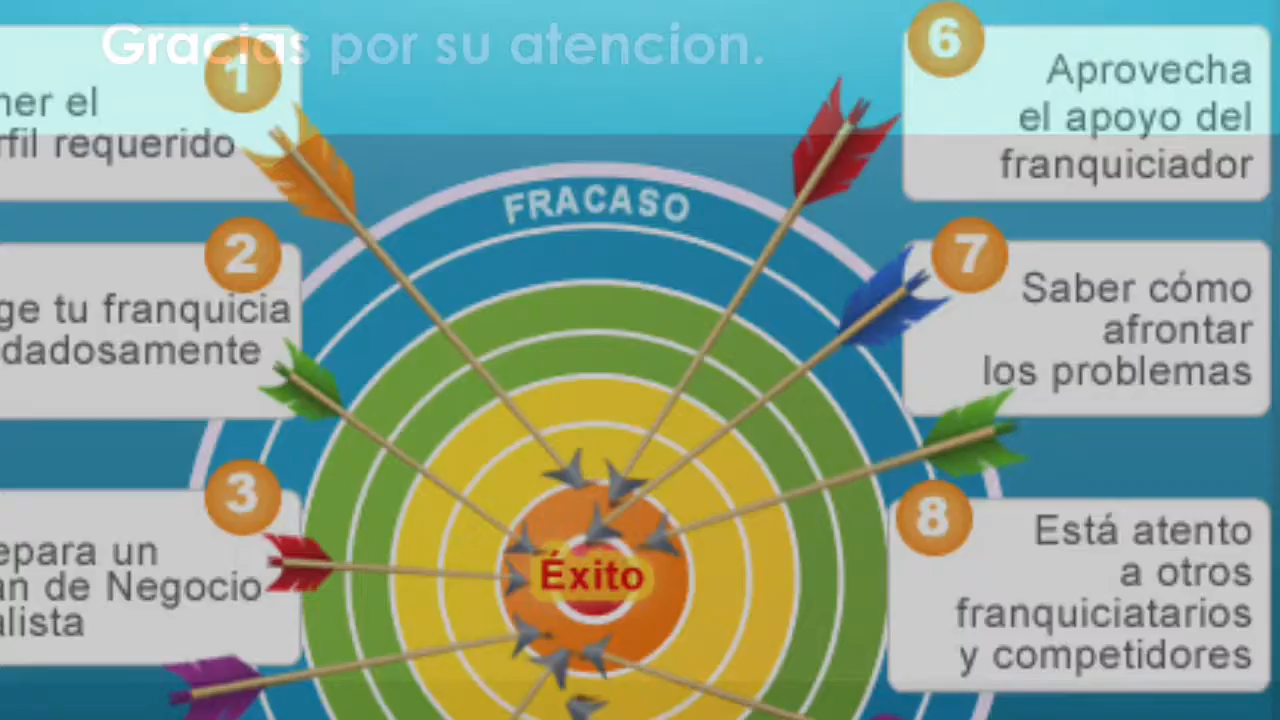 Gracias por su atencion.
1
ner el
rfil requerido
2
ge tu franquicia
dadosamente
3
epara un
an de Negocio
alista
FRACASO
Éxito
6
Aprovecha
el apoyo del
franquiciador
7
Saber cómo
afrontar
los problemas
8
Está atento
a otros
franquiciatarios
y competidores